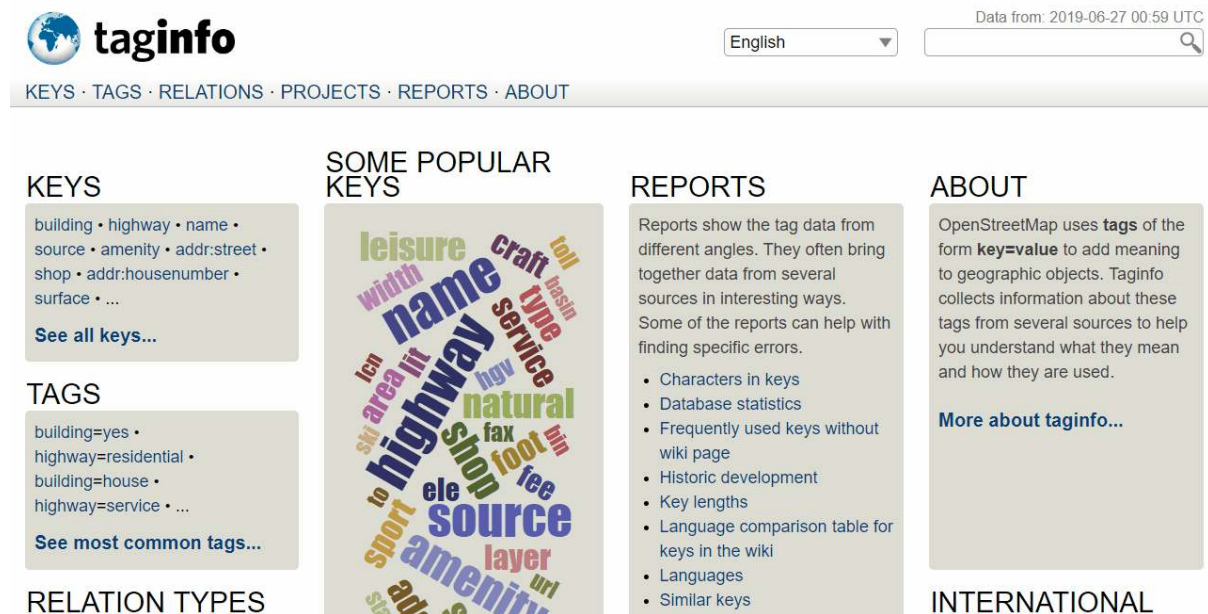 taginfo
Data from: 2019-06-27 00:59 UTC
English
KEYS · TAGS · RELATIONS · PROJECTS · REPORTS · ABOUT
KEYS
building • highway • name •
source • amenity • addr:street •
shop • addr:housenumber •
surface • ...
See all keys...
TAGS
building=yes •
highway=residential •
building=house •
highway=service • ...
See most common tags...
RELATION TYPES
SOME POPULAR
KEYS
leisure
craft
toll
width
name
basin
type
service
lcn
area
lit
highway
hgv
natural
ski
shop
fax
foot
bin
fee
to
ele
source
sport
amenity
layer
url
REPORTS
Reports show the tag data from
different angles. They often bring
together data from several
sources in interesting ways.
Some of the reports can help with
finding specific errors.
• Characters in keys
• Database statistics
• Frequently used keys without
wiki page
• Historic development
• Key lengths
• Language comparison table for
keys in the wiki
• Languages
• Similar keys
ABOUT
OpenStreetMap uses tags of the
form key=value to add meaning
to geographic objects. Taginfo
collects information about these
tags from several sources to help
you understand what they mean
and how they are used.
More about taginfo...
INTERNATIONAL